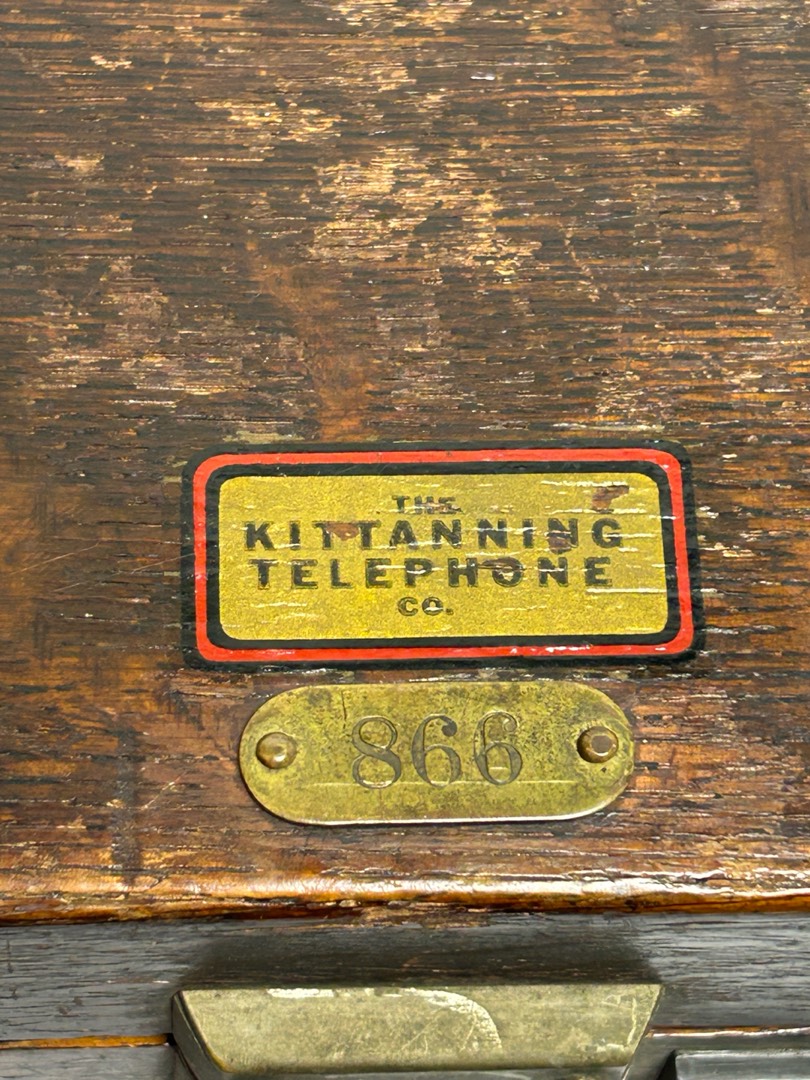 THE
KITTANNING
TELEPHONE
CO.
866